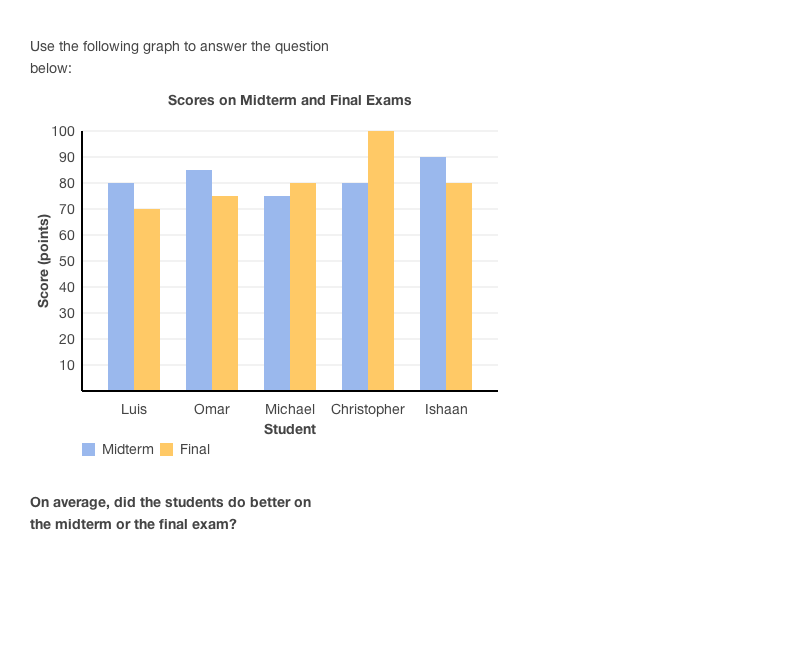 Use the following graph to answer the question
below:
Scores on Midterm and Final Exams
100
90
80
70
60
50
40
30
20
10
Score (points)
Luis Omar Michael Christopher Ishaan
Student
Midterm Final
On average, did the students do better on
the midterm or the final exam?